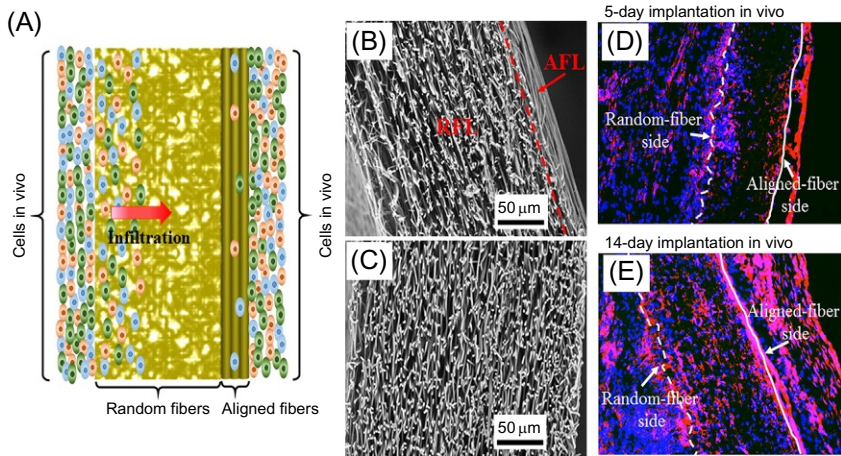 (A)
Cells in vivo
Infiltration
Cells in vivo
Random fibers
Aligned fibers
(B)
AFL
RFL
50 μm
(C)
50 μm
5-day implantation in vivo
(D)
Random-fiber
side
Aligned-fiber
side
14-day implantation in vivo
(E)
Aligned-fiber
side
Random-fiber
side